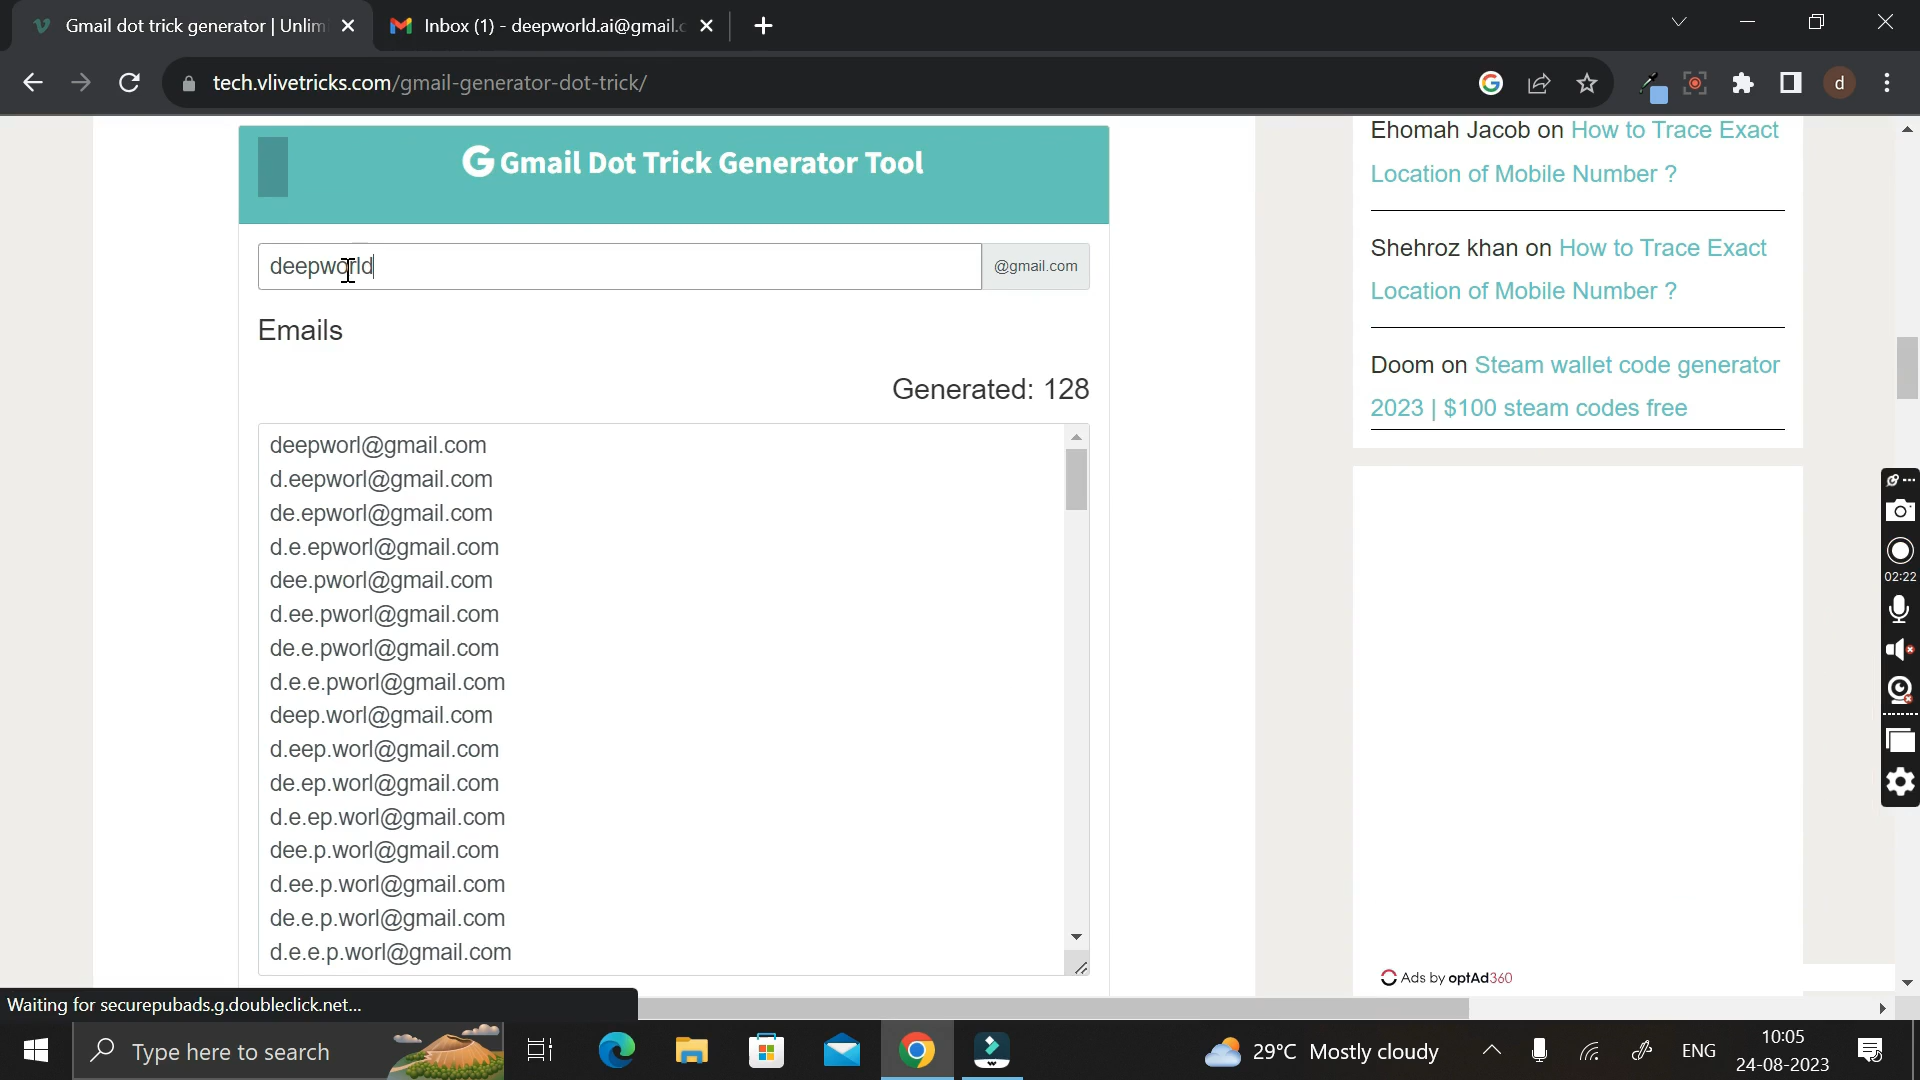 Gmail dot trick generator | Unlim
Inbox (1) - deepworld.ai@gmail.c
tech.vlivetricks.com/gmail-generator-dot-trick/
d
Gmail Dot Trick Generator Tool
deepworld
@gmail.com
Emails
Generated: 128
deepworl@gmail.com
d.eepworl@gmail.com
de.epworl@gmail.com
d.e.epworl@gmail.com
dee.pworl@gmail.com
d.ee.pworl@gmail.com
de.e.pworl@gmail.com
d.e.e.pworl@gmail.com
deep.worl@gmail.com
d.eep.worl@gmail.com
de.ep.worl@gmail.com
d.e.ep.worl@gmail.com
dee.p.worl@gmail.com
d.ee.p.worl@gmail.com
de.e.p.worl@gmail.com
d.e.e.p.worl@gmail.com
Ehomah Jacob on How to Trace Exact
Location of Mobile Number ?
Shehroz khan on How to Trace Exact
Location of Mobile Number ?
Doom on Steam wallet code generator
2023 | $100 steam codes free
Ads by optAd360
02:22
Waiting for securepubads.g.doubleclick.net...
Type here to search
29°C Mostly cloudy
ENG
10:05
24-08-2023